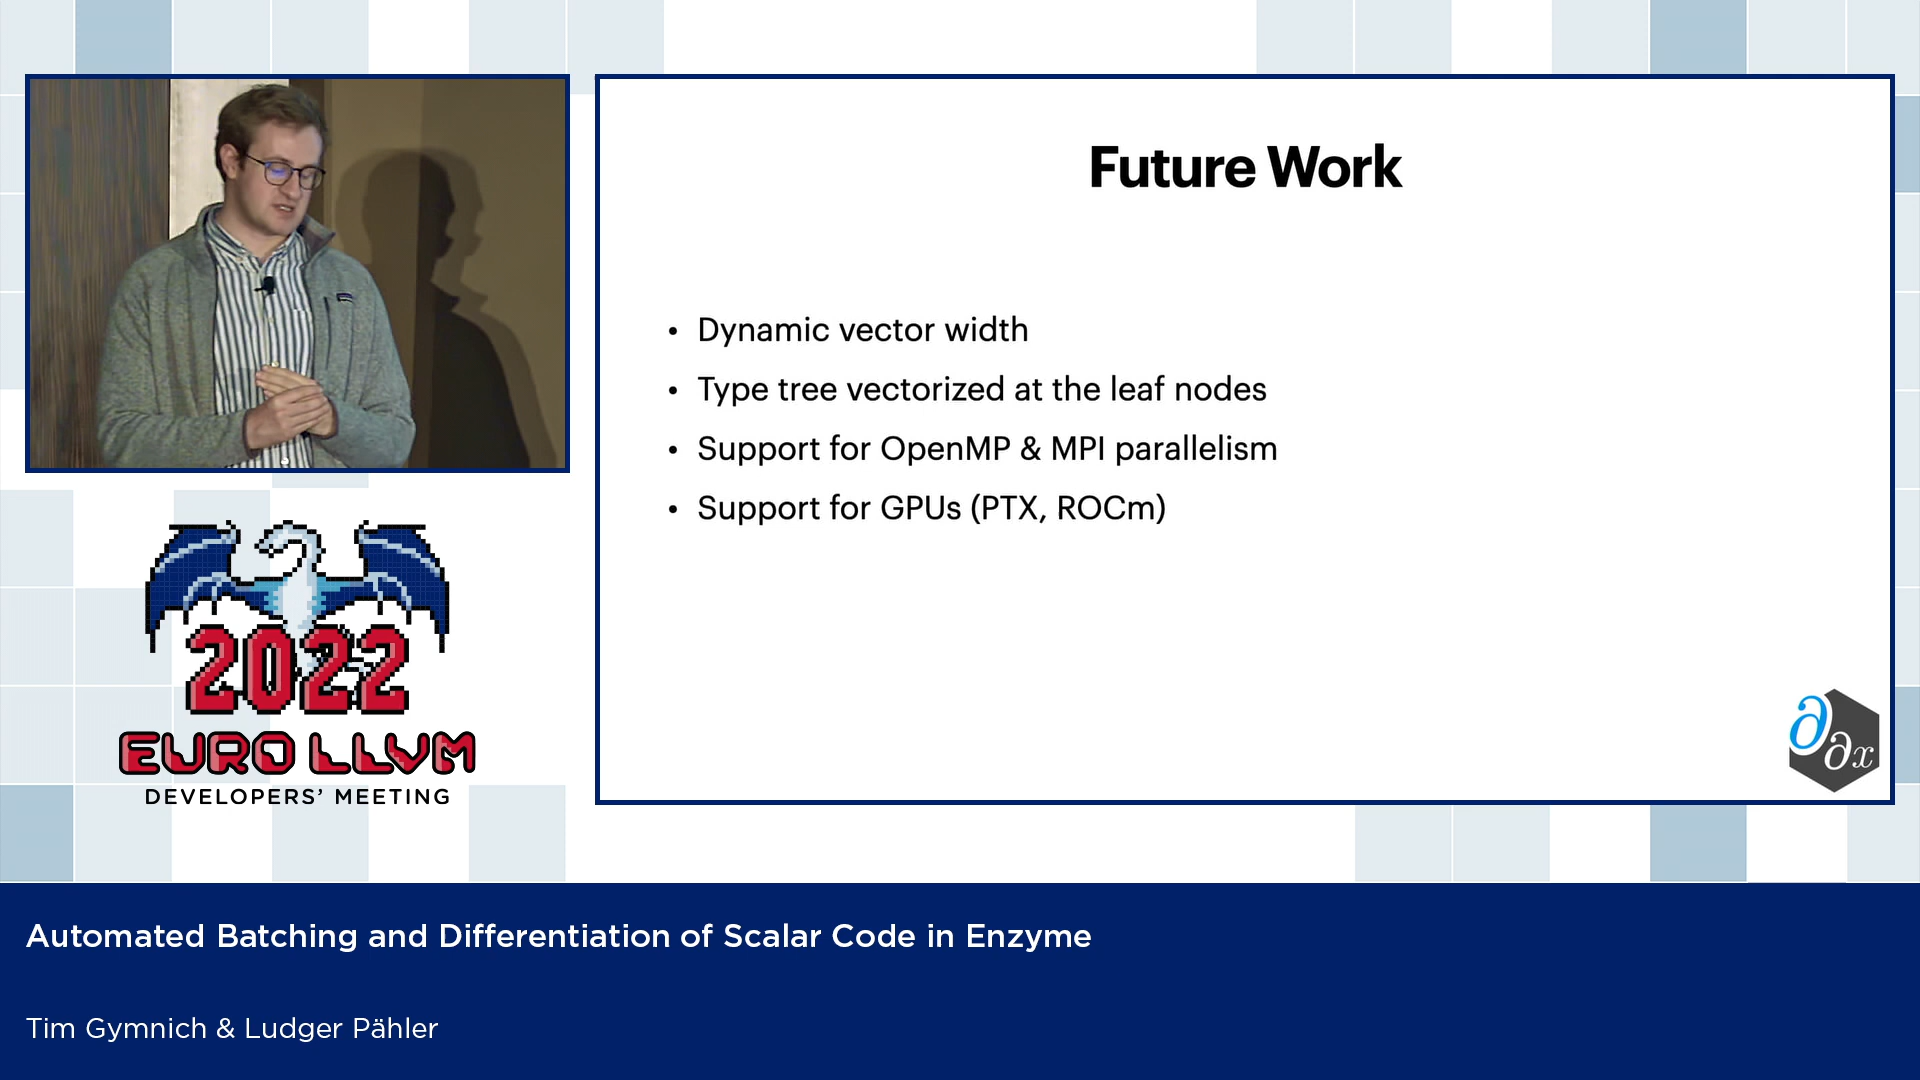 Future Work
• Dynamic vector width
• Type tree vectorized at the leaf nodes
• Support for OpenMP & MPI parallelism
• Support for GPUs (PTX, ROCm)
∂
∂x
2022
EURO LLVM
DEVELOPERS’ MEETING
Automated Batching and Differentiation of Scalar Code in Enzyme
Tim Gymnich & Ludger Pähler